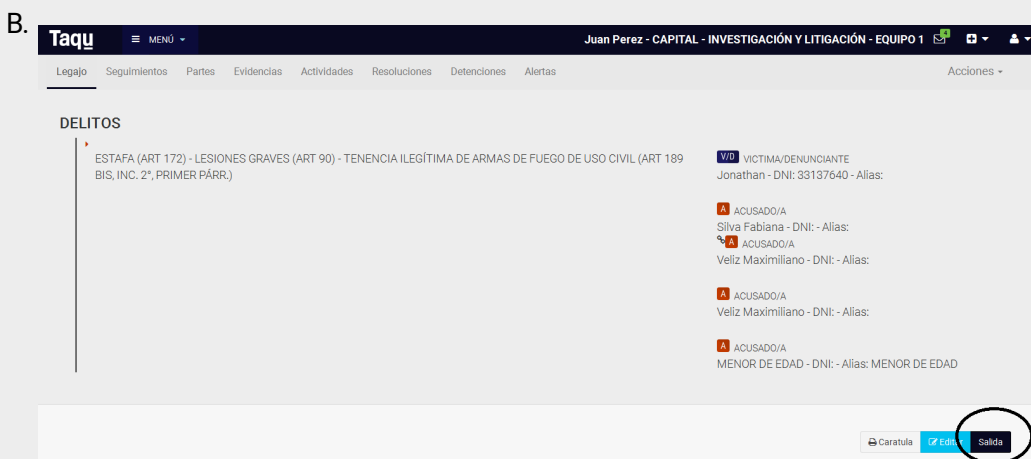 B.
Taqu MENÚ Juan Perez - CAPITAL - INVESTIGACIÓN Y LITIGACIÓN - EQUIPO 1 4
Legajo Seguimientos Partes Evidencias Actividades Resoluciones Detenciones Alertas Acciones
DELITOS
ESTAFA (ART 172) - LESIONES GRAVES (ART 90) - TENENCIA ILEGÍTIMA DE ARMAS DE FUEGO DE USO CIVIL (ART 189
BIS, INC. 2°, PRIMER PÁRR.)
V/D VICTIMA/DENUNCIANTE
Jonathan - DNI: 33137640 - Alias:
A ACUSADO/A
Silva Fabiana - DNI: - Alias:
A ACUSADO/A
Veliz Maximiliano - DNI: - Alias:
A ACUSADO/A
Veliz Maximiliano - DNI: - Alias:
A ACUSADO/A
MENOR DE EDAD - DNI: - Alias: MENOR DE EDAD
Caratula Editar Salida